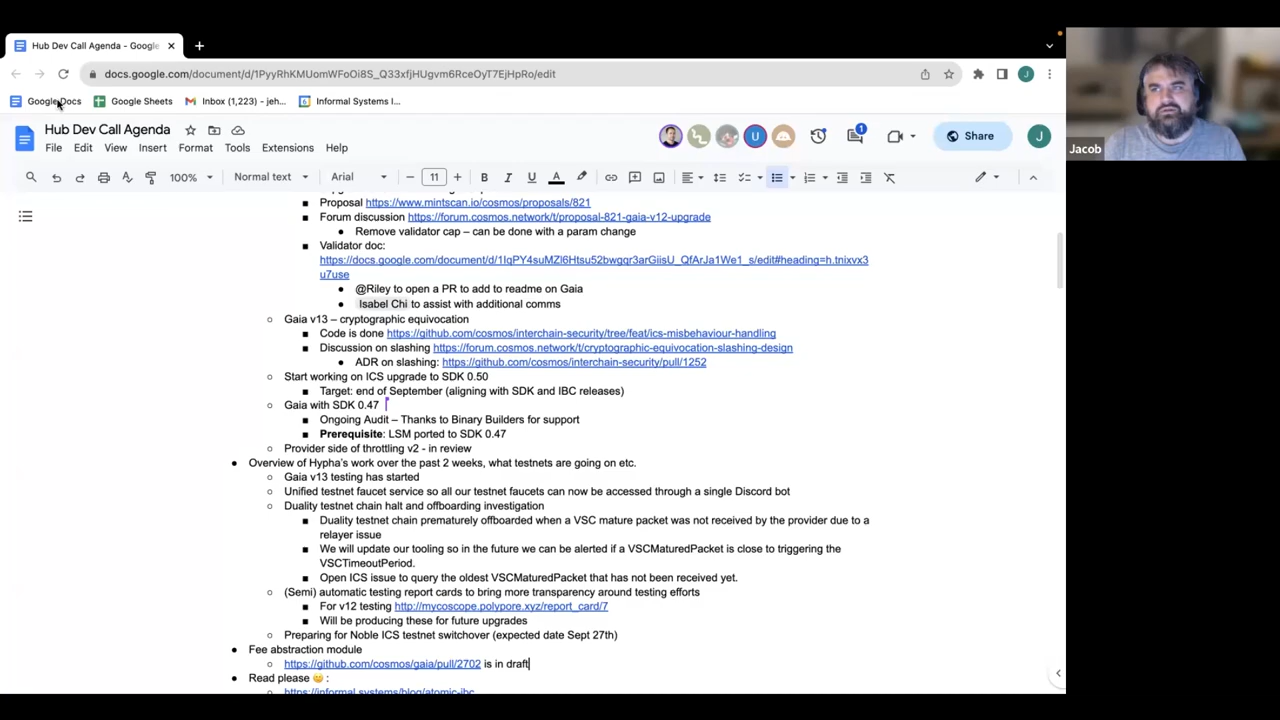 Hub Dev Call Agenda - Google
docs.google.com/document/d/1PyyRhKMUomWFoOi8S_Q33xfjHUgvm6RceOyT7EjHpRo/edit
J
Google Docs
Google Sheets
Inbox (1,223) - jeh...
Informal Systems I...
Jacob
Hub Dev Call Agenda
U
1
Share
J
File Edit View Insert Format Tools Extensions Help
100%
Normal text
Arial
11
B I U A
Proposal https://www.mintscan.io/cosmos/proposals/821
Forum discussion https://forum.cosmos.network/t/proposal-821-gaia-v12-upgrade
Remove validator cap – can be done with a param change
Validator doc:
https://docs.google.com/document/d/1IqPY4suMZl6Htsu52bwgqr3arGiisU_QfArJa1We1_s/edit#heading=h.tnixvx3
u7use
@Riley to open a PR to add to readme on Gaia
Isabel Chi to assist with additional comms
Gaia v13 – cryptographic equivocation
Code is done https://github.com/cosmos/interchain-security/tree/feat/ics-misbehaviour-handling
Discussion on slashing https://forum.cosmos.network/t/cryptographic-equivocation-slashing-design
ADR on slashing: https://github.com/cosmos/interchain-security/pull/1252
Start working on ICS upgrade to SDK 0.50
Target: end of September (aligning with SDK and IBC releases)
Gaia with SDK 0.47
Ongoing Audit – Thanks to Binary Builders for support
Prerequisite: LSM ported to SDK 0.47
Provider side of throttling v2 - in review
Overview of Hypha's work over the past 2 weeks, what testnets are going on etc.
Gaia v13 testing has started
Unified testnet faucet service so all our testnet faucets can now be accessed through a single Discord bot
Duality testnet chain halt and offboarding investigation
Duality testnet chain prematurely offboarded when a VSC mature packet was not received by the provider due to a
relayer issue
We will update our tooling so in the future we can be alerted if a VSCMaturedPacket is close to triggering the
VSCTimeoutPeriod.
Open ICS issue to query the oldest VSCMaturedPacket that has not been received yet.
(Semi) automatic testing report cards to bring more transparency around testing efforts
For v12 testing http://mycoscope.polypore.xyz/report_card/7
Will be producing these for future upgrades
Preparing for Noble ICS testnet switchover (expected date Sept 27th)
Fee abstraction module
https://github.com/cosmos/gaia/pull/2702 is in draft
Read please 🙂 :
https://informal.systems/blog/atomic-ibc